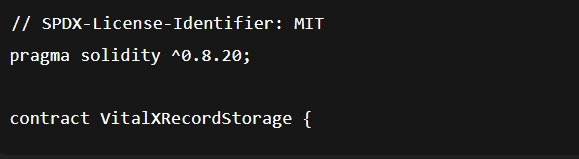 // SPDX-License-Identifier: MIT
pragma solidity ^0.8.20;
contract VitalXRecordStorage {